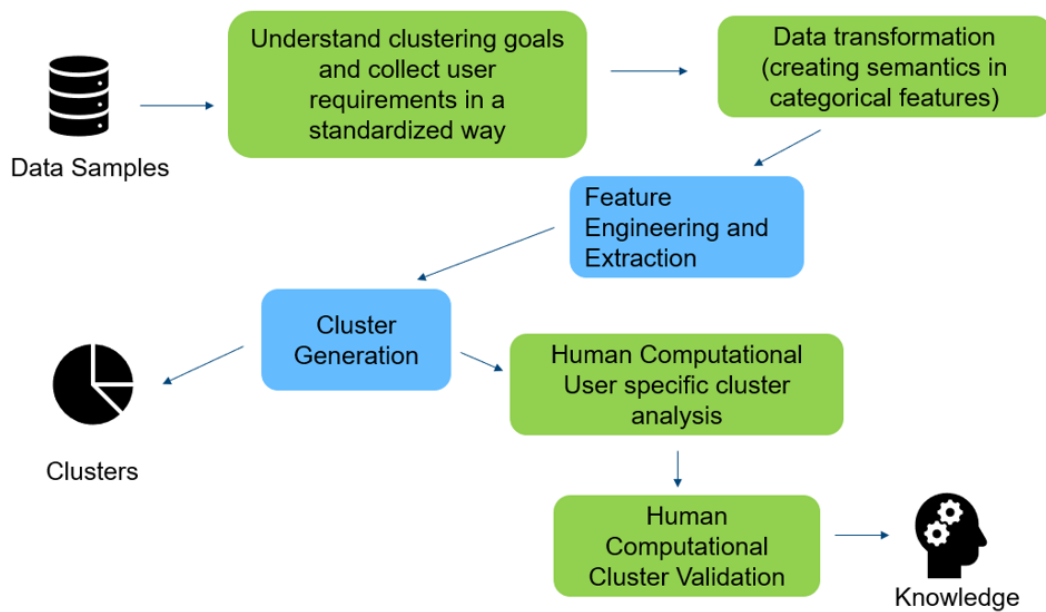 Understand clustering goals
and collect user
requirements in a
standardized way
Data transformation
(creating semantics in
categorical features)
Data Samples
Feature
Engineering and
Extraction
Cluster
Generation
Human Computational
User specific cluster
analysis
Clusters
Human
Computational
Cluster Validation
Knowledge